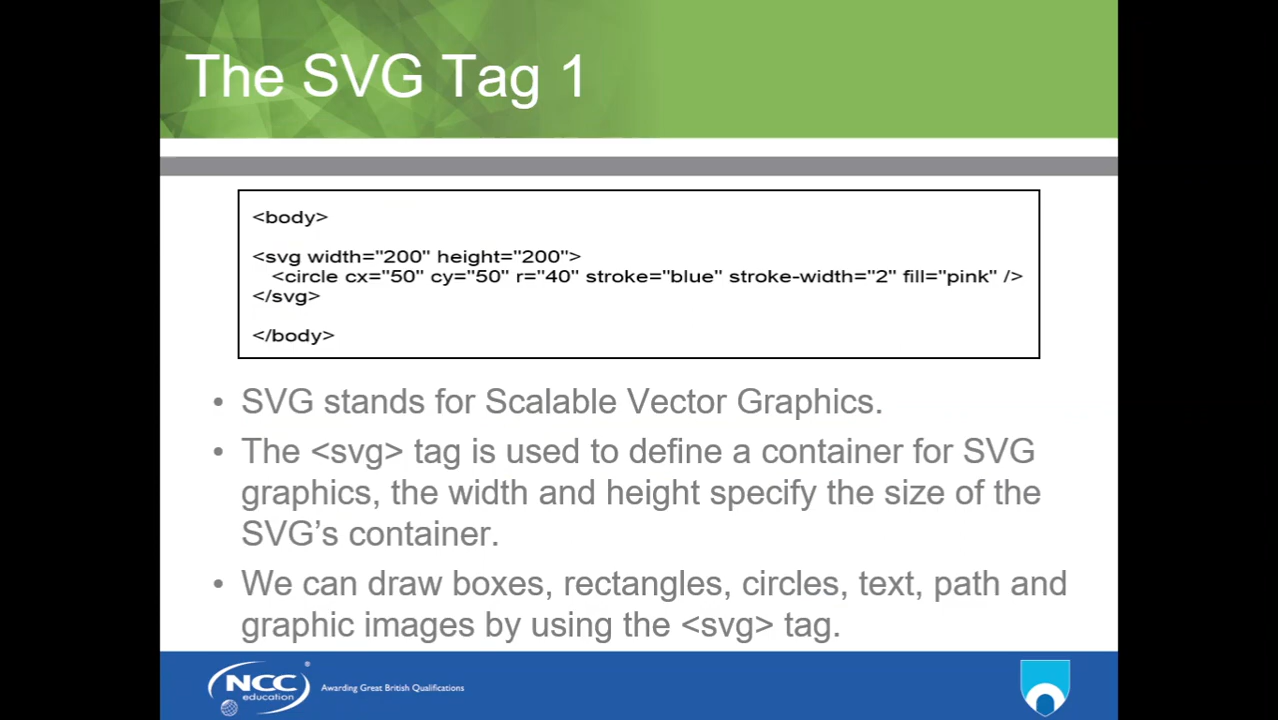 The SVG Tag 1
<body>
<svg width="200" height="200">
<circle cx="50" cy="50" r="40" stroke="blue" stroke-width="2" fill="pink" />
</svg>
</body>
• SVG stands for Scalable Vector Graphics.
• The <svg> tag is used to define a container for SVG
graphics, the width and height specify the size of the
SVG’s container.
• We can draw boxes, rectangles, circles, text, path and
graphic images by using the <svg> tag.
NCC ®
education
Awarding Great British Qualifications